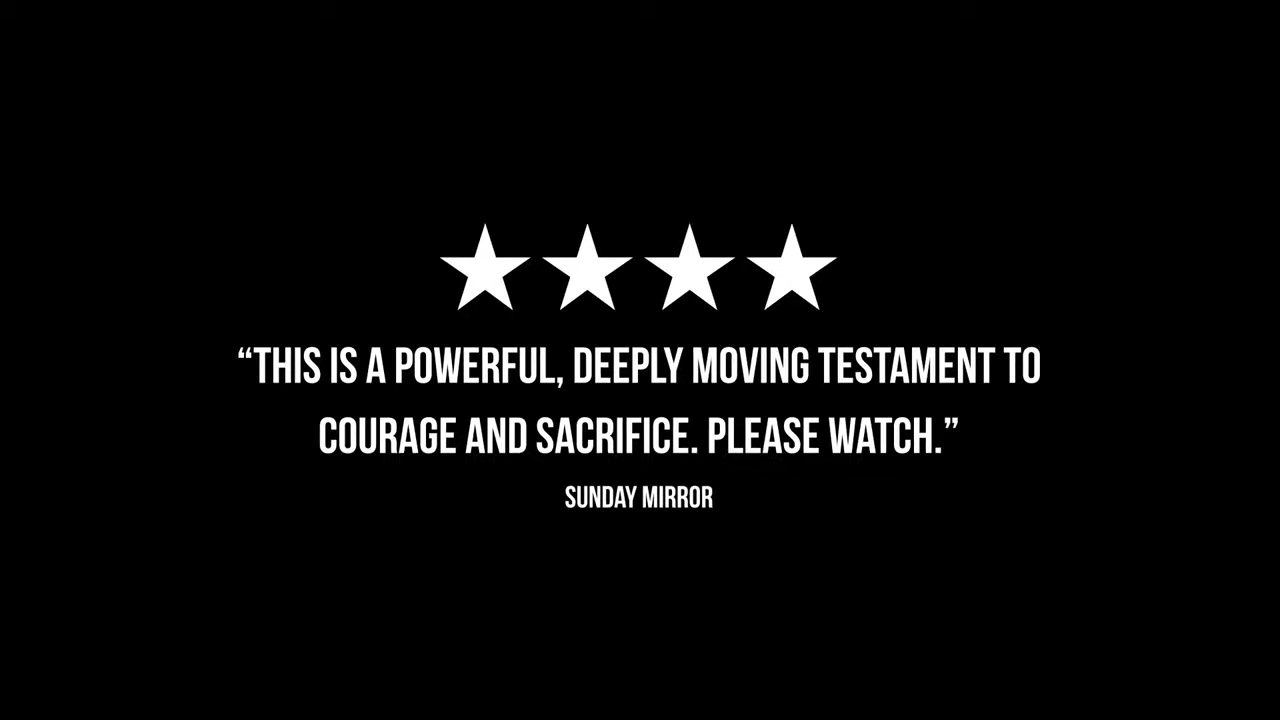 “THIS IS A POWERFUL, DEEPLY MOVING TESTAMENT TO
COURAGE AND SACRIFICE. PLEASE WATCH.”
SUNDAY MIRROR